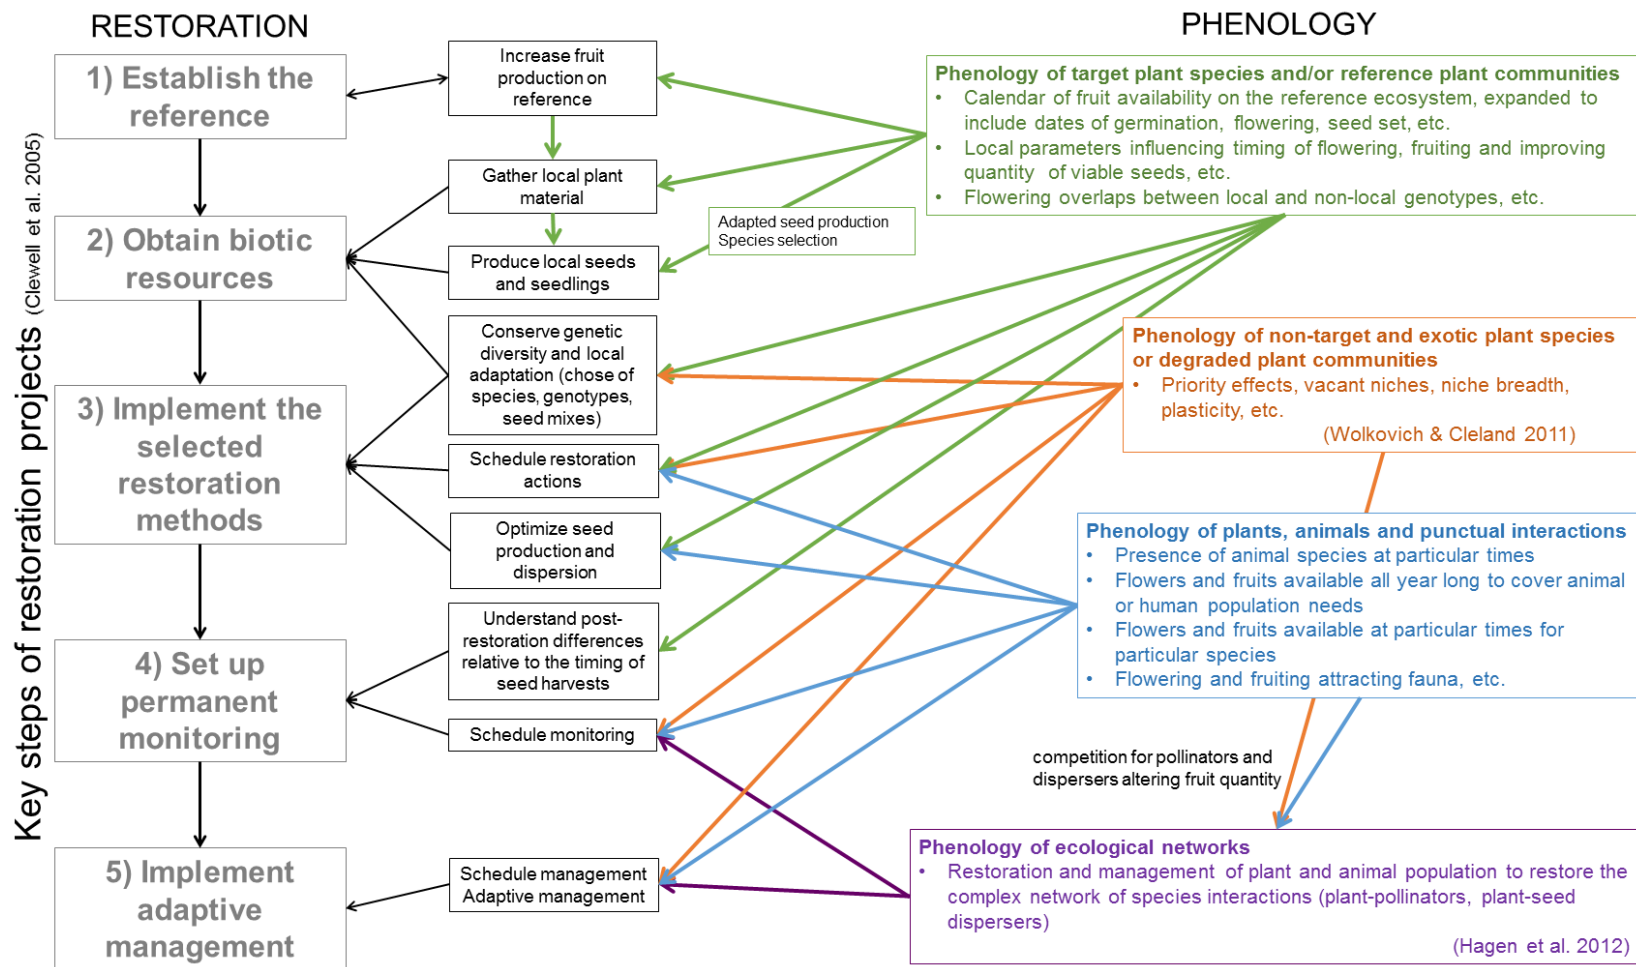 RESTORATION
PHENOLOGY
Key steps of restoration projects (Clewell et al. 2005)
1) Establish the
reference
2) Obtain biotic
resources
3) Implement the
selected
restoration
methods
4) Set up
permanent
monitoring
5) Implement
adaptive
management
Increase fruit
production on
reference
Gather local plant
material
Produce local seeds
and seedlings
Conserve genetic
diversity and local
adaptation (chose of
species, genotypes,
seed mixes)
Schedule restoration
actions
Optimize seed
production and
dispersion
Understand post-
restoration differences
relative to the timing of
seed harvests
Schedule monitoring
Schedule management
Adaptive management
Adapted seed production
Species selection
Phenology of target plant species and/or reference plant communities
• Calendar of fruit availability on the reference ecosystem, expanded to
include dates of germination, flowering, seed set, etc.
• Local parameters influencing timing of flowering, fruiting and improving
quantity of viable seeds, etc.
• Flowering overlaps between local and non-local genotypes, etc.
Phenology of non-target and exotic plant species
or degraded plant communities
• Priority effects, vacant niches, niche breadth,
plasticity, etc.
(Wolkovich & Cleland 2011)
Phenology of plants, animals and punctual interactions
• Presence of animal species at particular times
• Flowers and fruits available all year long to cover animal
or human population needs
• Flowers and fruits available at particular times for
particular species
• Flowering and fruiting attracting fauna, etc.
competition for pollinators and
dispersers altering fruit quantity
Phenology of ecological networks
• Restoration and management of plant and animal population to restore the
complex network of species interactions (plant-pollinators, plant-seed
dispersers)
(Hagen et al. 2012)